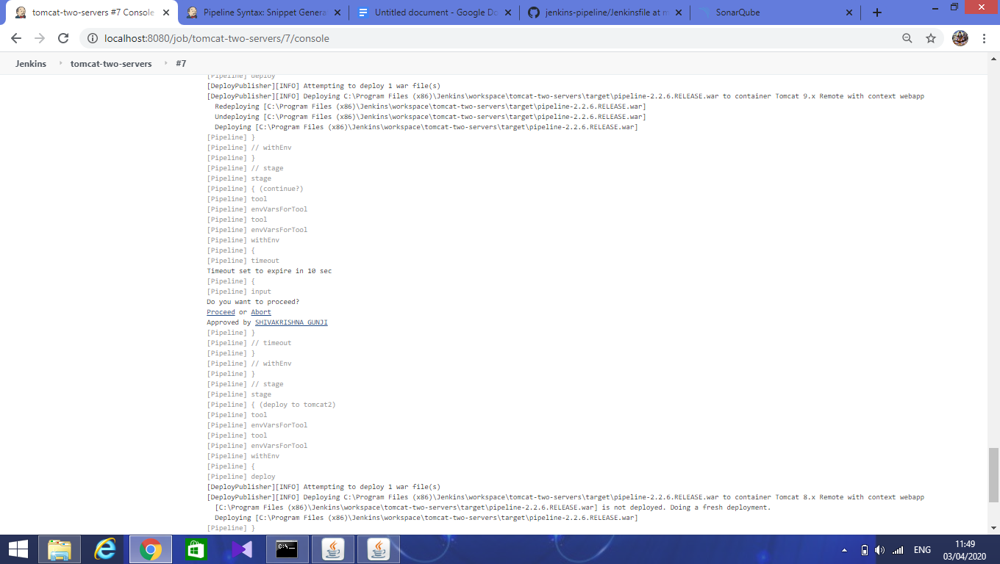 tomcat-two-servers #7 Console
Pipeline Syntax: Snippet Genera
Untitled document - Google Do
jenkins-pipeline/Jenkinsfile at m
SonarQube
localhost:8080/job/tomcat-two-servers/7/console
Jenkins tomcat-two-servers #7
[Pipeline] deploy
[DeployPublisher][INFO] Attempting to deploy 1 war file(s)
[DeployPublisher][INFO] Deploying C:\Program Files (x86)\Jenkins\workspace\tomcat-two-servers\target\pipeline-2.2.6.RELEASE.war to container Tomcat 9.x Remote with context webapp
Redeploying [C:\Program Files (x86)\Jenkins\workspace\tomcat-two-servers\target\pipeline-2.2.6.RELEASE.war]
Undeploying [C:\Program Files (x86)\Jenkins\workspace\tomcat-two-servers\target\pipeline-2.2.6.RELEASE.war]
Deploying [C:\Program Files (x86)\Jenkins\workspace\tomcat-two-servers\target\pipeline-2.2.6.RELEASE.war]
[Pipeline] }
[Pipeline] // withEnv
[Pipeline] }
[Pipeline] // stage
[Pipeline] stage
[Pipeline] { (continue?)
[Pipeline] tool
[Pipeline] envVarsForTool
[Pipeline] tool
[Pipeline] envVarsForTool
[Pipeline] withEnv
[Pipeline] {
[Pipeline] timeout
Timeout set to expire in 10 sec
[Pipeline] {
[Pipeline] input
Do you want to proceed?
Proceed or Abort
Approved by SHIVAKRISHNA GUNJI
[Pipeline] }
[Pipeline] // timeout
[Pipeline] }
[Pipeline] // withEnv
[Pipeline] }
[Pipeline] // stage
[Pipeline] stage
[Pipeline] { (deploy to tomcat2)
[Pipeline] tool
[Pipeline] envVarsForTool
[Pipeline] tool
[Pipeline] envVarsForTool
[Pipeline] withEnv
[Pipeline] {
[Pipeline] deploy
[DeployPublisher][INFO] Attempting to deploy 1 war file(s)
[DeployPublisher][INFO] Deploying C:\Program Files (x86)\Jenkins\workspace\tomcat-two-servers\target\pipeline-2.2.6.RELEASE.war to container Tomcat 8.x Remote with context webapp
[C:\Program Files (x86)\Jenkins\workspace\tomcat-two-servers\target\pipeline-2.2.6.RELEASE.war] is not deployed. Doing a fresh deployment.
Deploying [C:\Program Files (x86)\Jenkins\workspace\tomcat-two-servers\target\pipeline-2.2.6.RELEASE.war]
[Pipeline] }
C:\_
ENG
11:49
03/04/2020